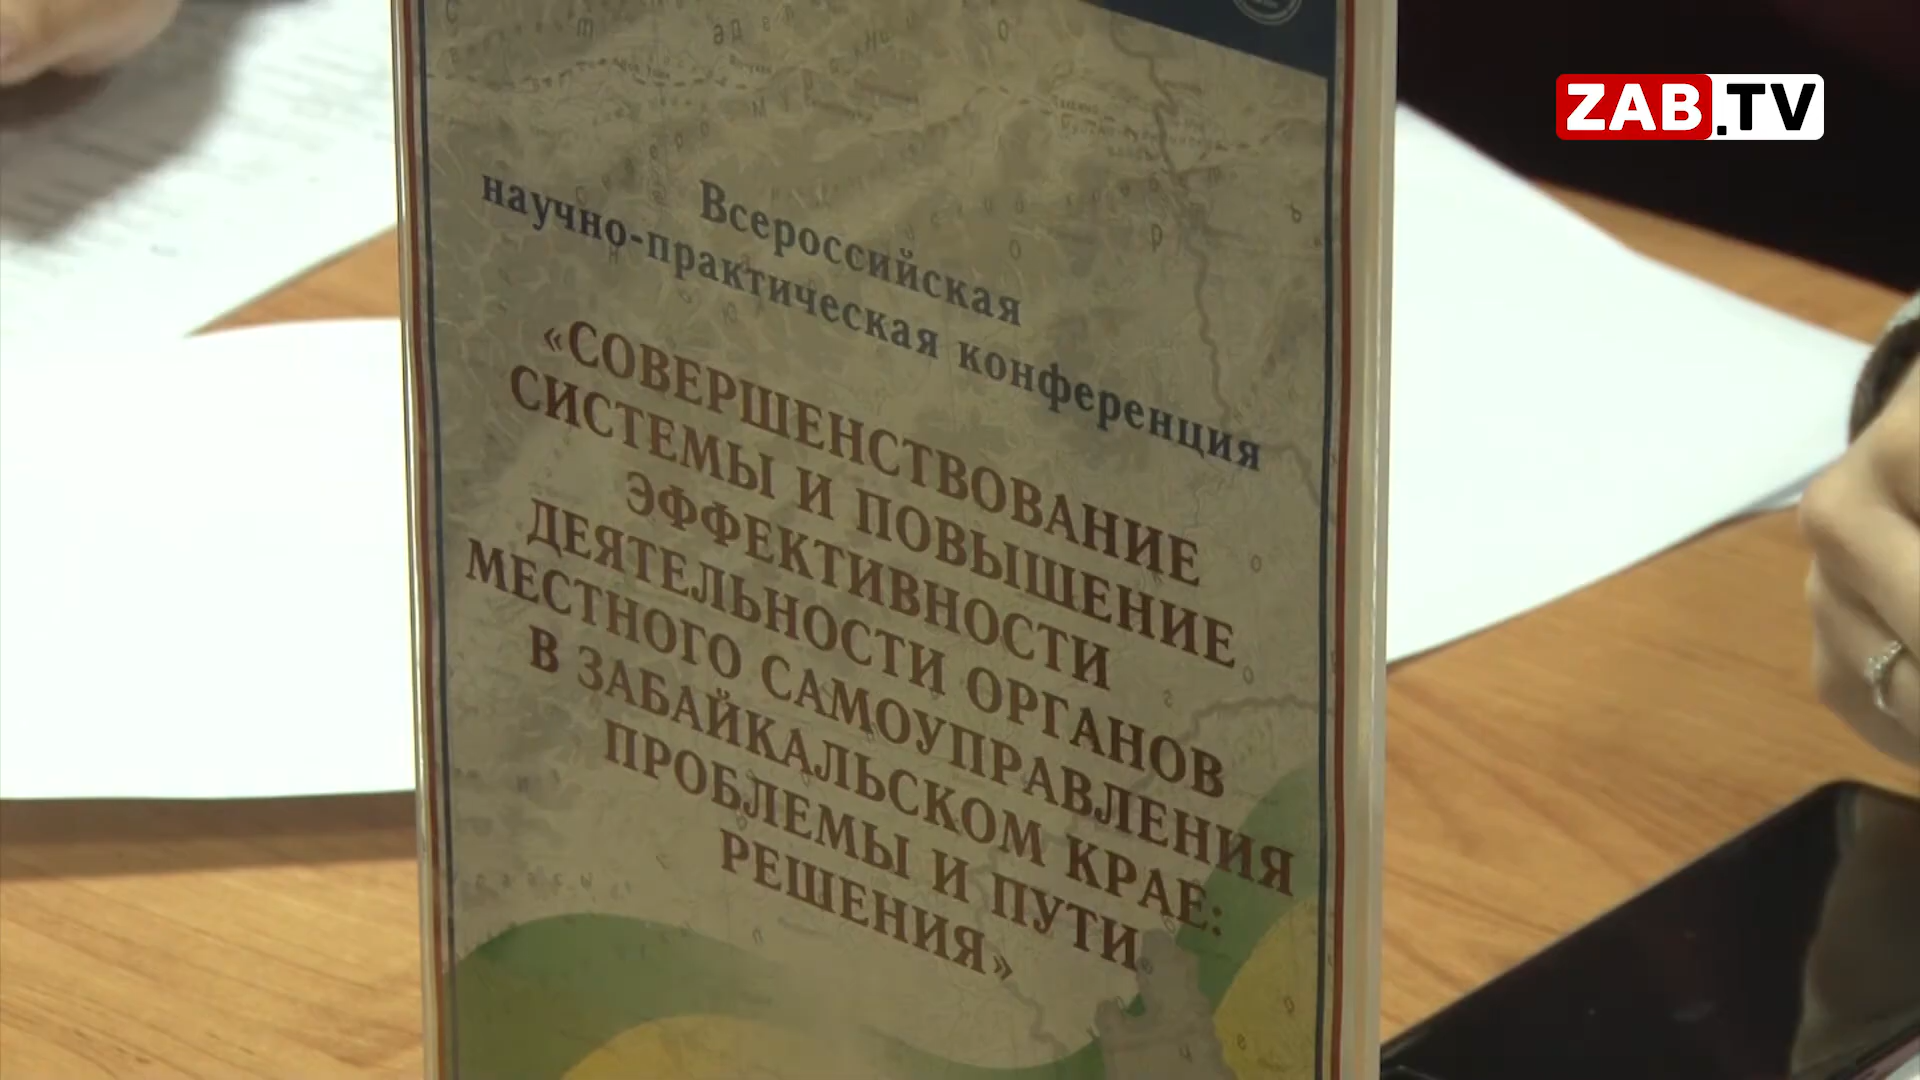 ZAB.TV
Всероссийская
научно-практическая конференция
«СОВЕРШЕНСТВОВАНИЕ
СИСТЕМЫ И ПОВЫШЕНИЕ
ЭФФЕКТИВНОСТИ
ДЕЯТЕЛЬНОСТИ ОРГАНОВ
МЕСТНОГО САМОУПРАВЛЕНИЯ
В ЗАБАЙКАЛЬСКОМ КРАЕ:
ПРОБЛЕМЫ И ПУТИ
РЕШЕНИЯ»